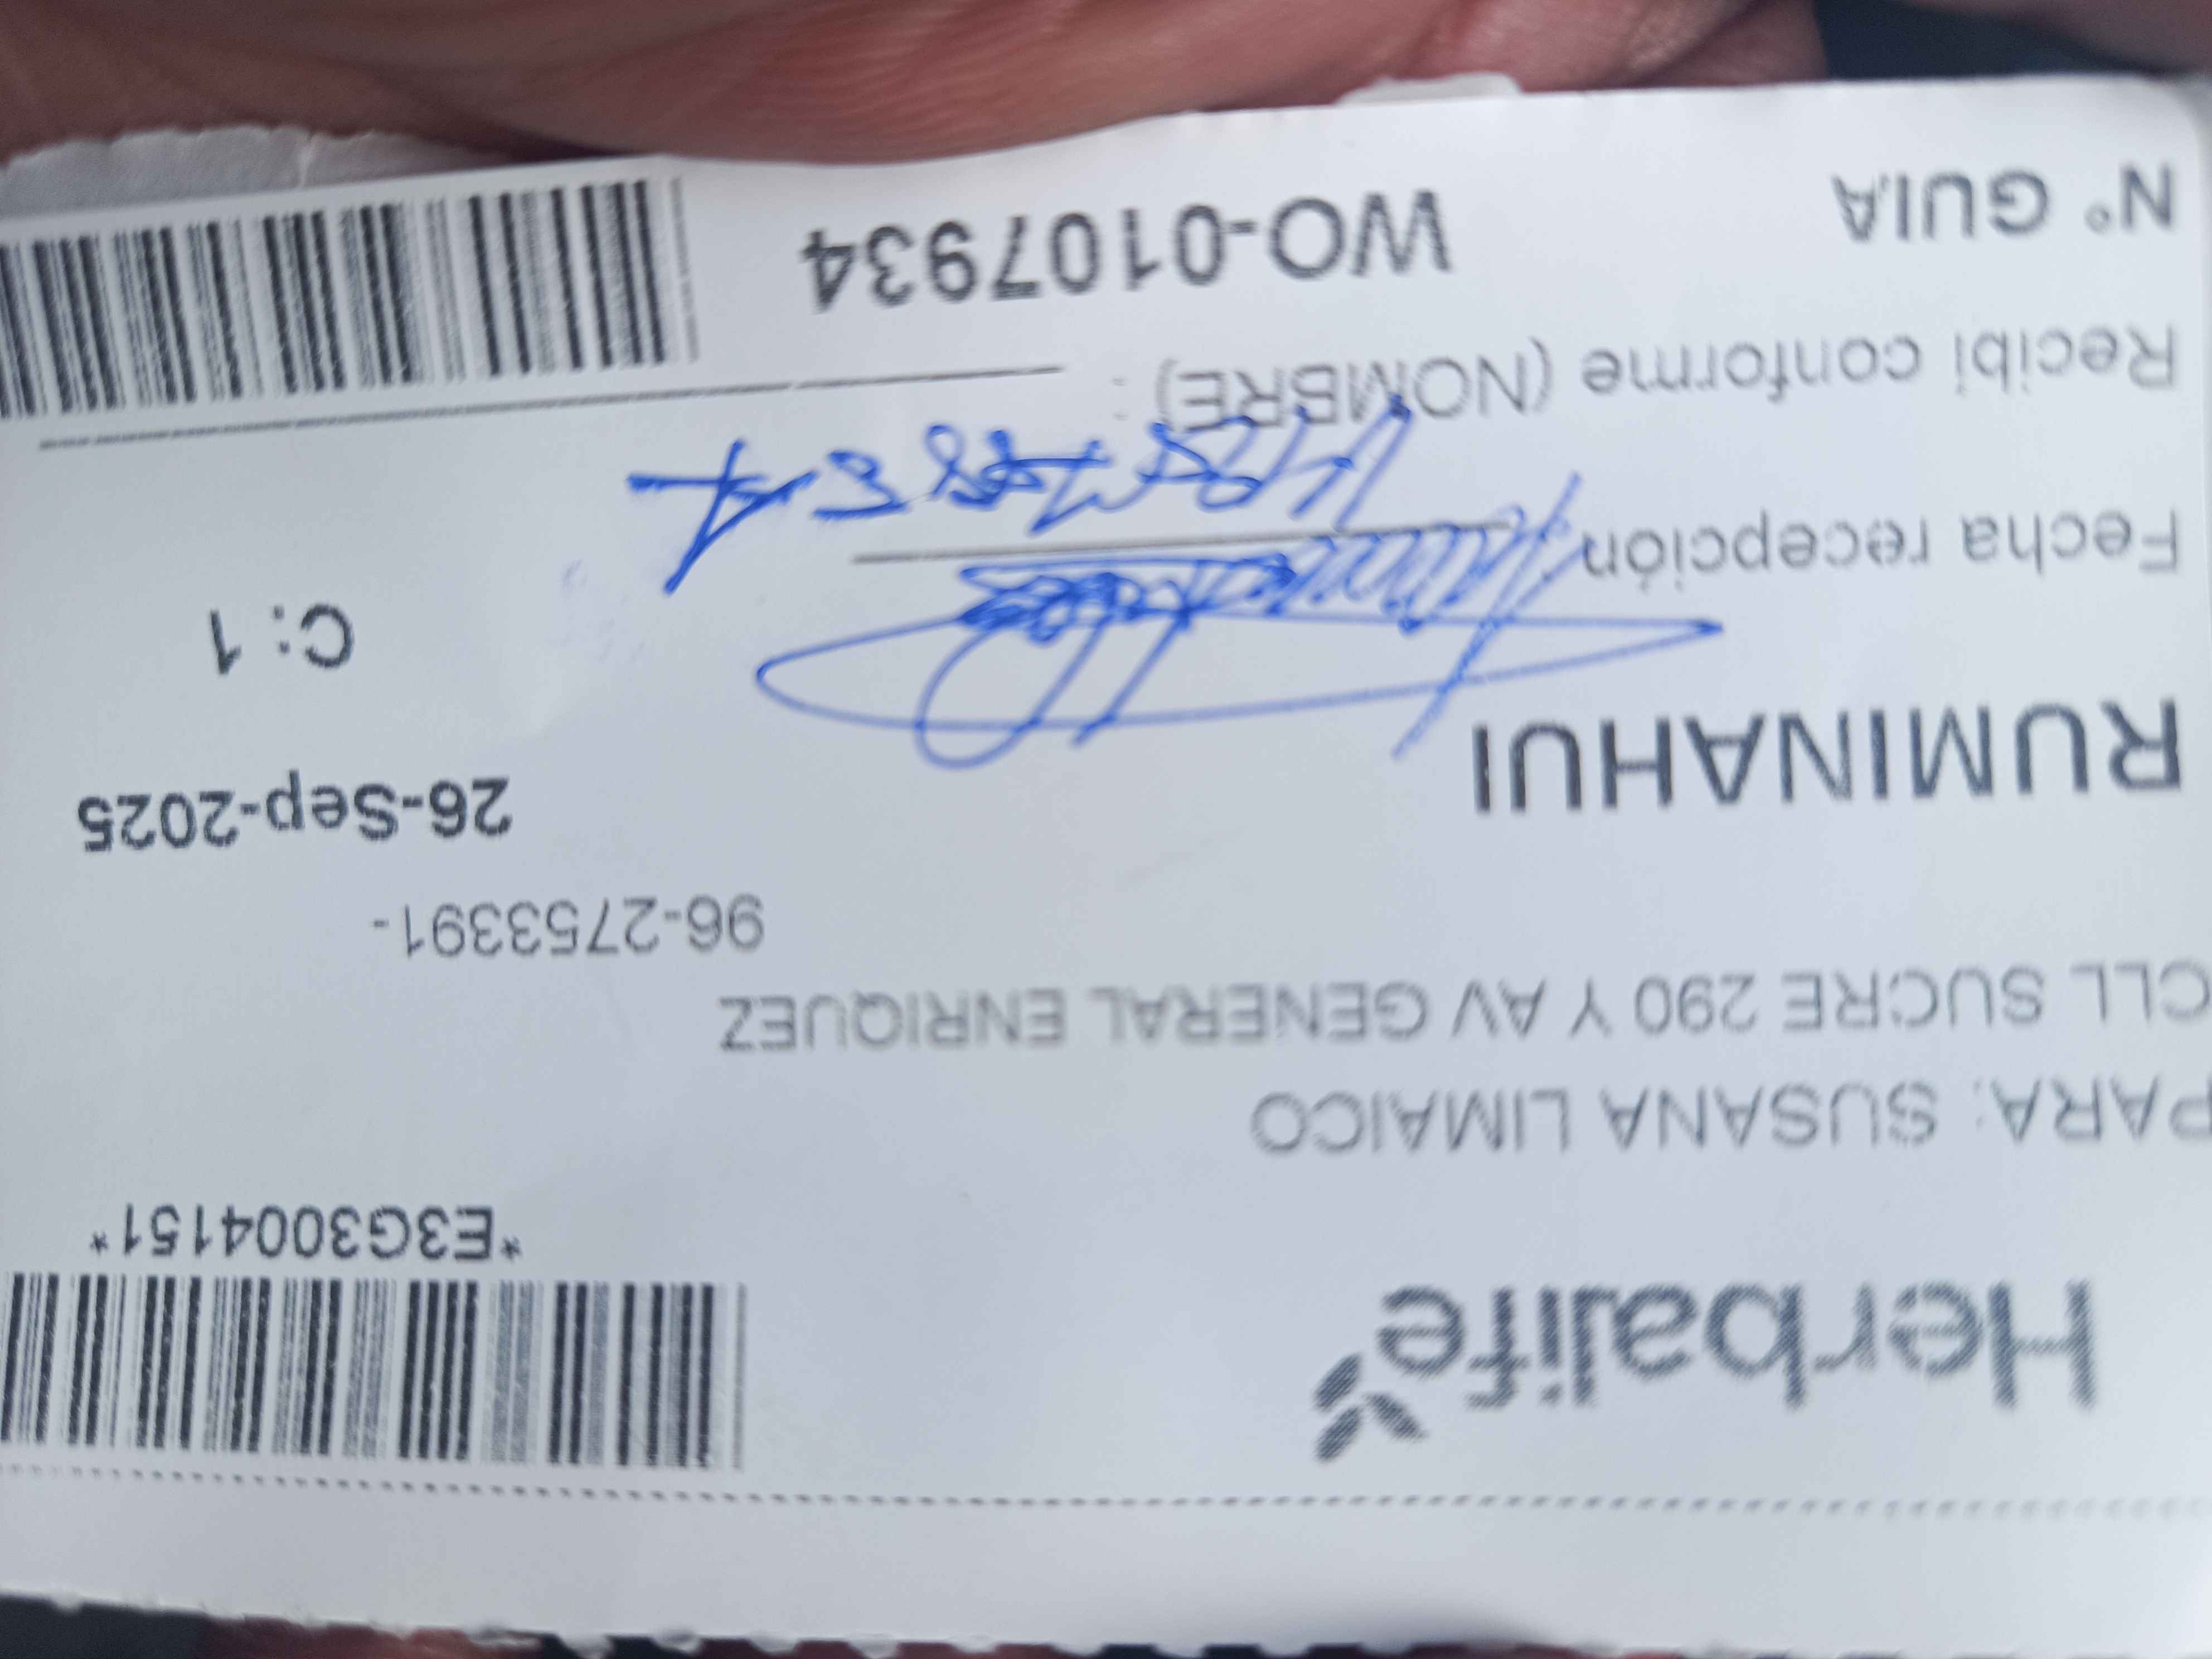 Herbalife
*E3G3004151*
PARA: SUSANA LIMAICO
CLL SUCRE 290 Y AV GENERAL ENRIQUEZ
96-2753391-
RUMINAHUI
26-Sep-2025
C: 1
Fecha recepción
Recibi conforme (NOMBRE) :
N° GUIA
WO-0107934